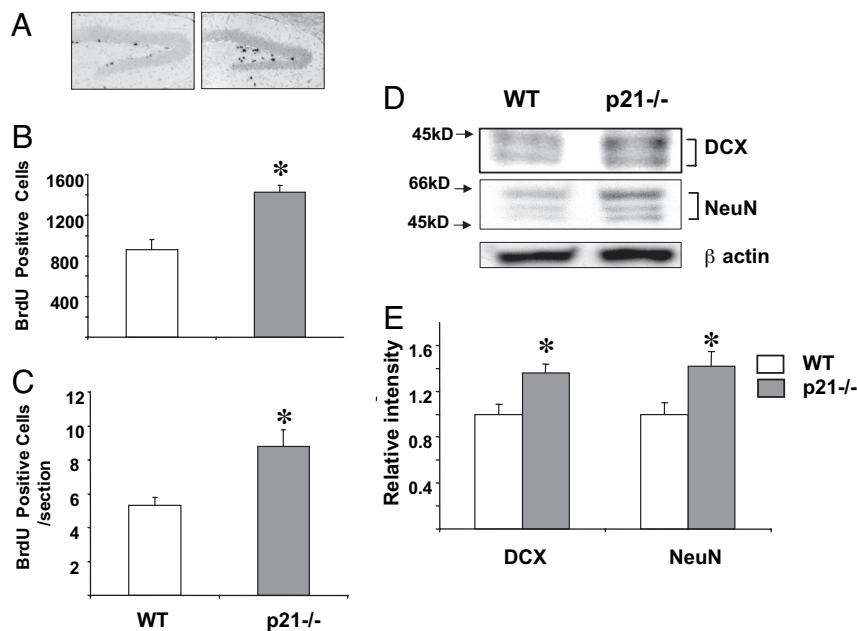 A
B
BrdU Positive Cells
1600
1200
800
400
*
C
BrdU Positive Cells
/section
12
10
8
6
4
2
*
WT p21-/-
D
WT p21-/-
45kD → DCX
66kD → NeuN
45kD →
β actin
E
Relative intensity
1.6
1.2
0.8
0.4
* *
WT
p21-/-
DCX NeuN